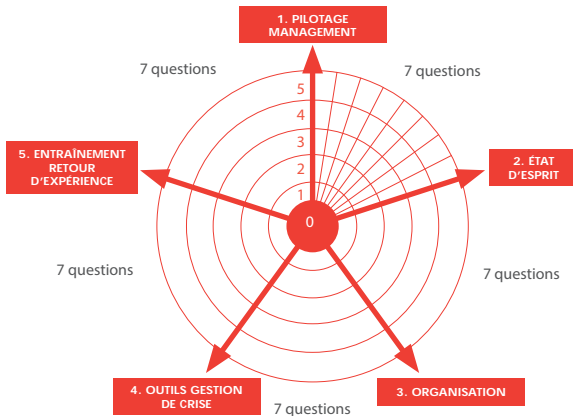 1. PILOTAGE
MANAGEMENT
7 questions
7 questions
5
4
3
2
1
0
5. ENTRAÎNEMENT
RETOUR
D'EXPÉRIENCE
2. ÉTAT
D'ESPRIT
7 questions
7 questions
4. OUTILS GESTION
DE CRISE
3. ORGANISATION
7 questions